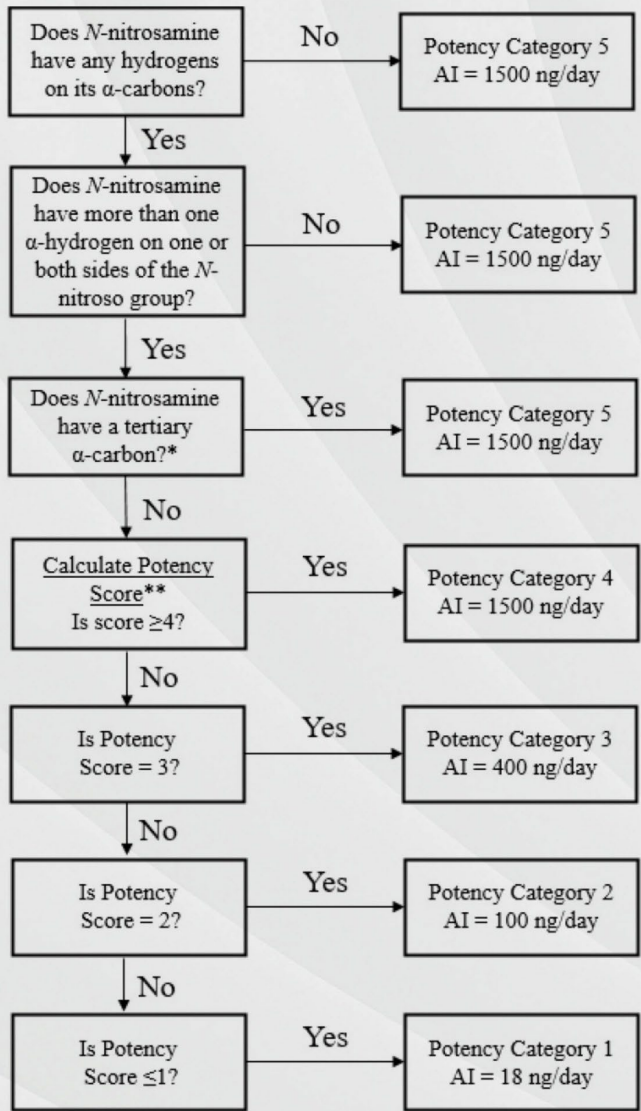 Does N-nitrosamine
have any hydrogens
on its α-carbons?
No
Potency Category 5
AI = 1500 ng/day
Yes
Does N-nitrosamine
have more than one
α-hydrogen on one or
both sides of the N-
nitroso group?
No
Potency Category 5
AI = 1500 ng/day
Yes
Does N-nitrosamine
have a tertiary
α-carbon?*
Yes
Potency Category 5
AI = 1500 ng/day
No
Calculate Potency
Score**
Is score ≥4?
Yes
Potency Category 4
AI = 1500 ng/day
No
Is Potency
Score = 3?
Yes
Potency Category 3
AI = 400 ng/day
No
Is Potency
Score = 2?
Yes
Potency Category 2
AI = 100 ng/day
No
Is Potency
Score ≤1?
Yes
Potency Category 1
AI = 18 ng/day